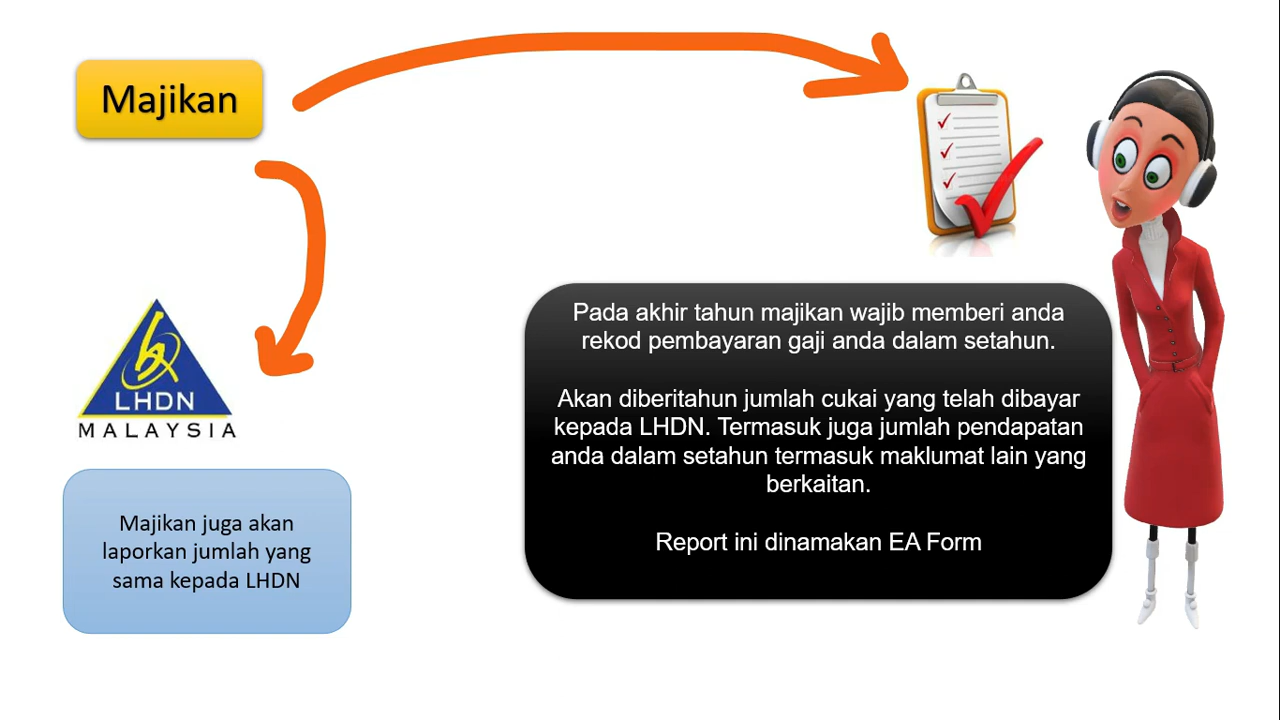 Majikan
LHDN
MALAYSIA
Majikan juga akan
laporkan jumlah yang
sama kepada LHDN
Pada akhir tahun majikan wajib memberi anda
rekod pembayaran gaji anda dalam setahun.
Akan diberitahun jumlah cukai yang telah dibayar
kepada LHDN. Termasuk juga jumlah pendapatan
anda dalam setahun termasuk maklumat lain yang
berkaitan.
Report ini dinamakan EA Form